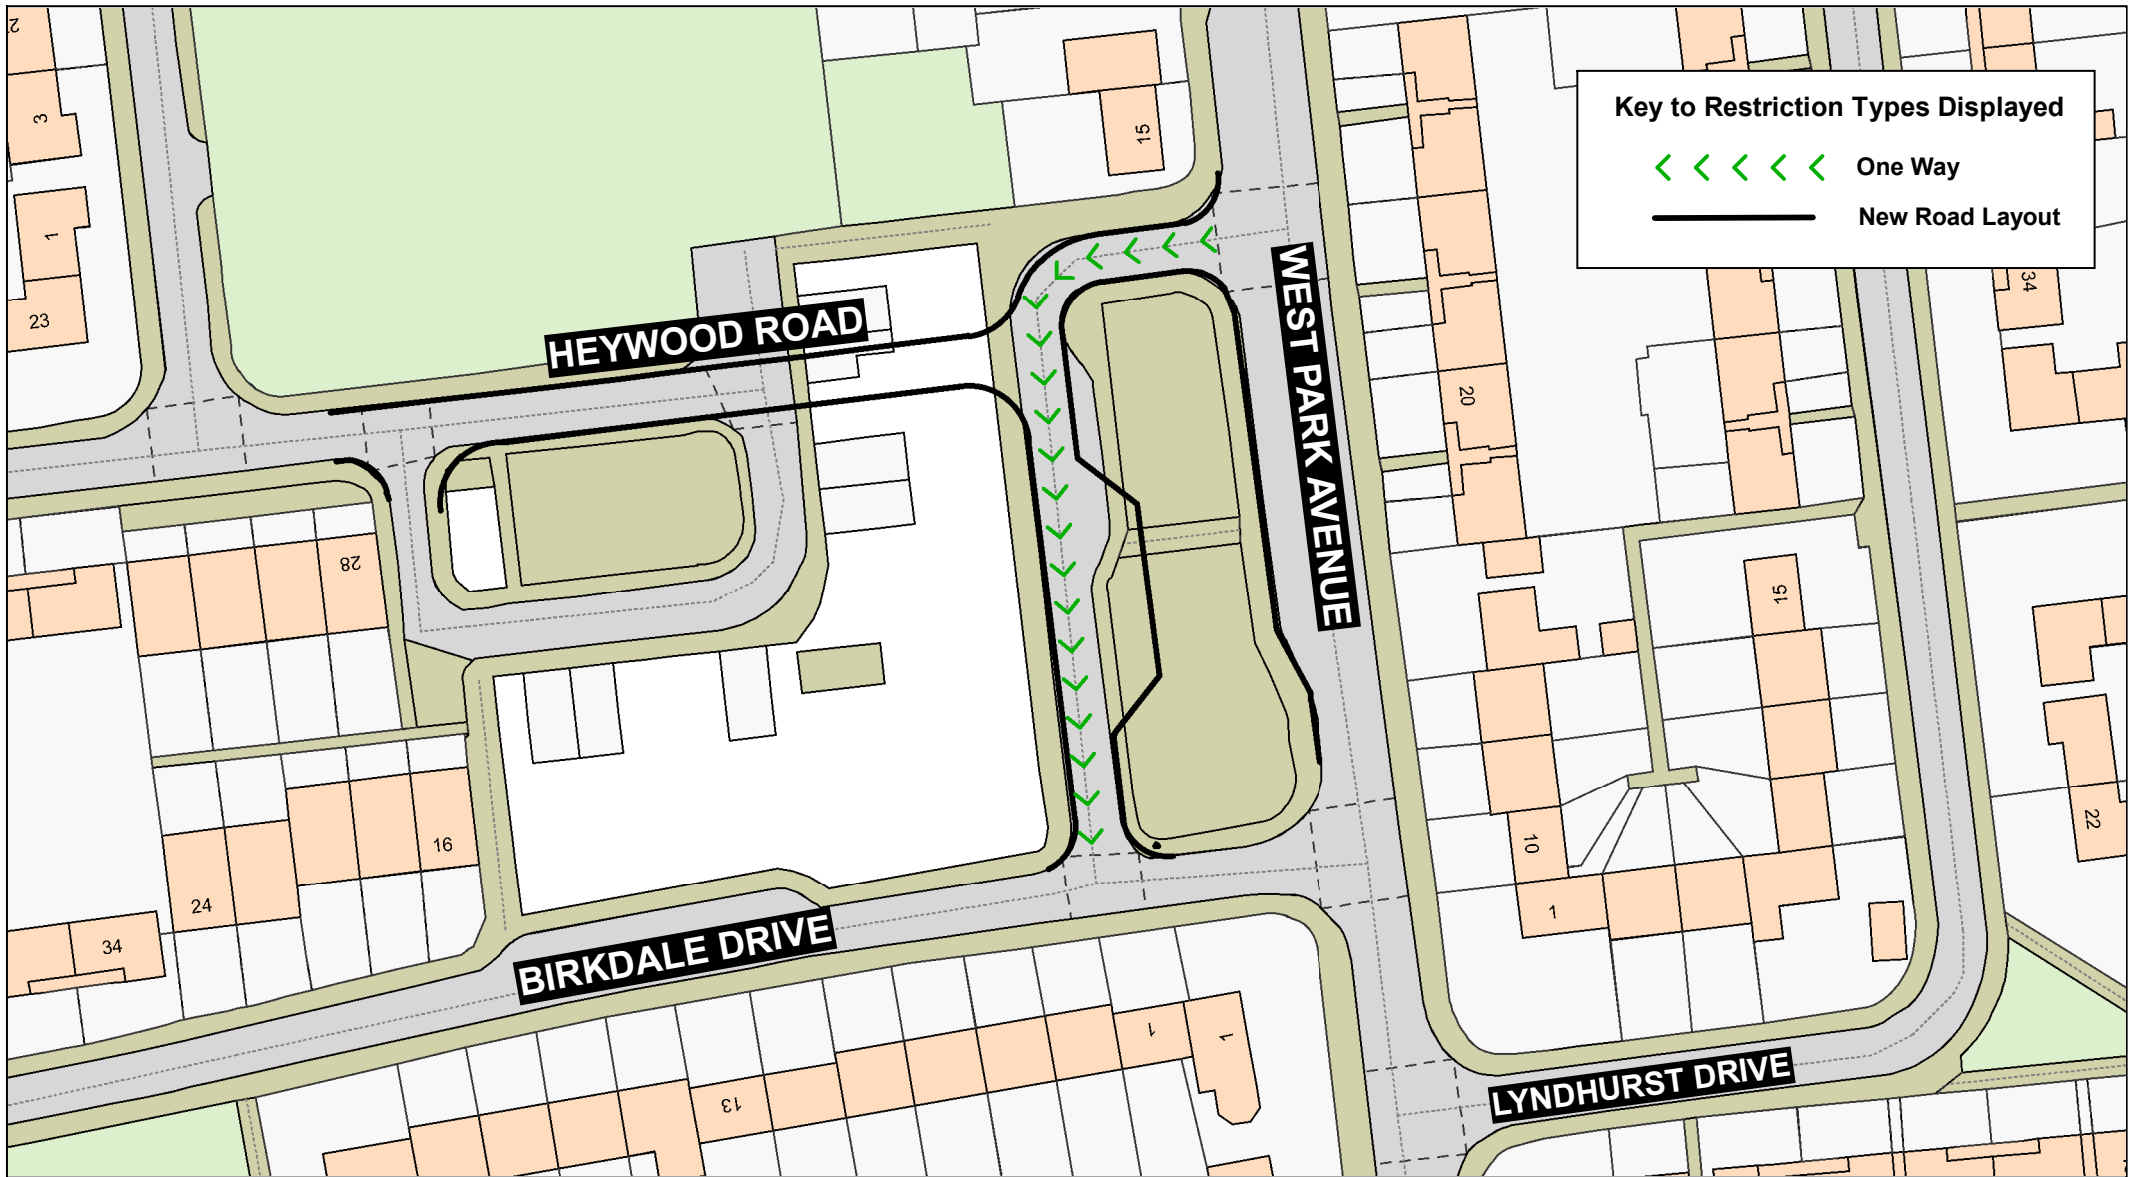 27
3
1
23
15
Key to Restriction Types Displayed
One Way
New Road Layout
34
HEYWOOD ROAD
WEST PARK AVENUE
20
28
15
16
24
34
10
1
22
BIRKDALE DRIVE
1
1
13
LYNDHURST DRIVE